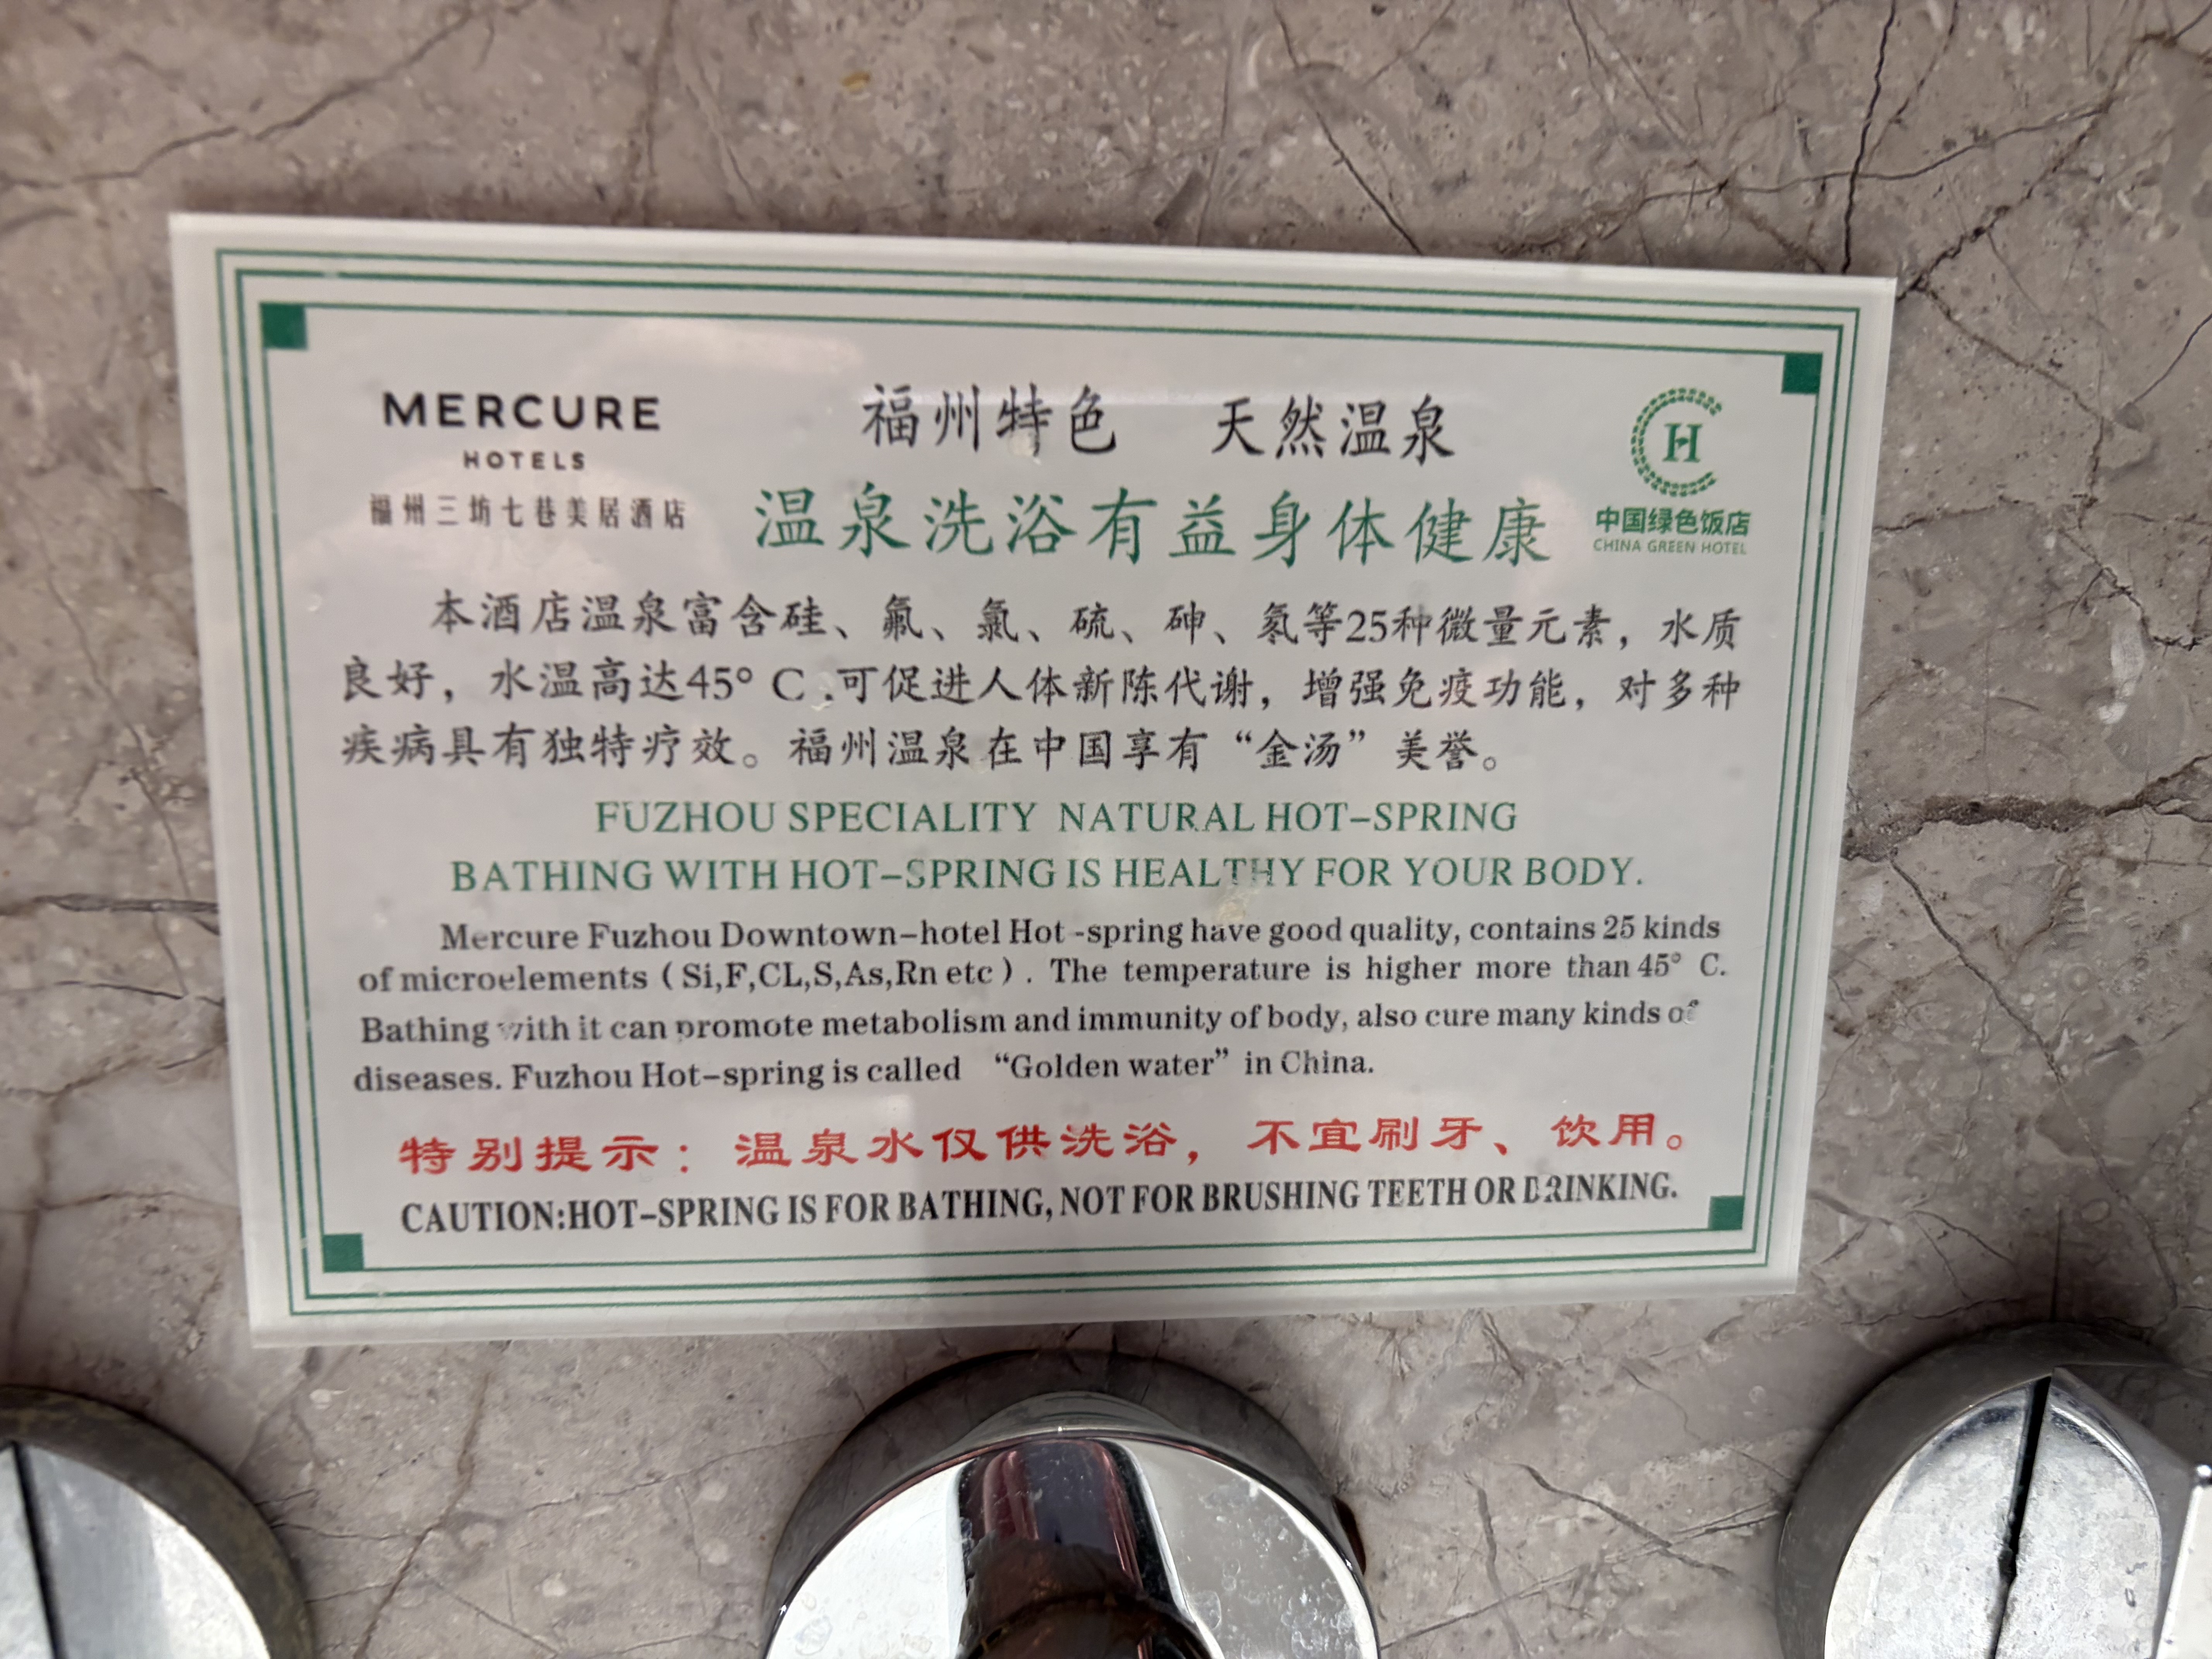 MERCURE
HOTELS
福州三坊七巷美居酒店
福州特色 天然温泉
温泉洗浴有益身体健康
H
中国绿色饭店
CHINA GREEN HOTEL
本酒店温泉富含硅、氟、氯、硫、砷、氡等25种微量元素，水质
良好，水温高达45° C .可促进人体新陈代谢，增强免疫功能，对多种
疾病具有独特疗效。福州温泉在中国享有“金汤”美誉。
FUZHOU SPECIALITY NATURAL HOT-SPRING
BATHING WITH HOT-SPRING IS HEALTHY FOR YOUR BODY.
Mercure Fuzhou Downtown-hotel Hot -spring have good quality, contains 25 kinds
of microelements ( Si,F,CL,S,As,Rn etc ) . The temperature is higher more than 45° C.
Bathing with it can promote metabolism and immunity of body, also cure many kinds of
diseases. Fuzhou Hot-spring is called “Golden water” in China.
特别提示：温泉水仅供洗浴，不宜刷牙、饮用。
CAUTION:HOT-SPRING IS FOR BATHING, NOT FOR BRUSHING TEETH OR DRINKING.